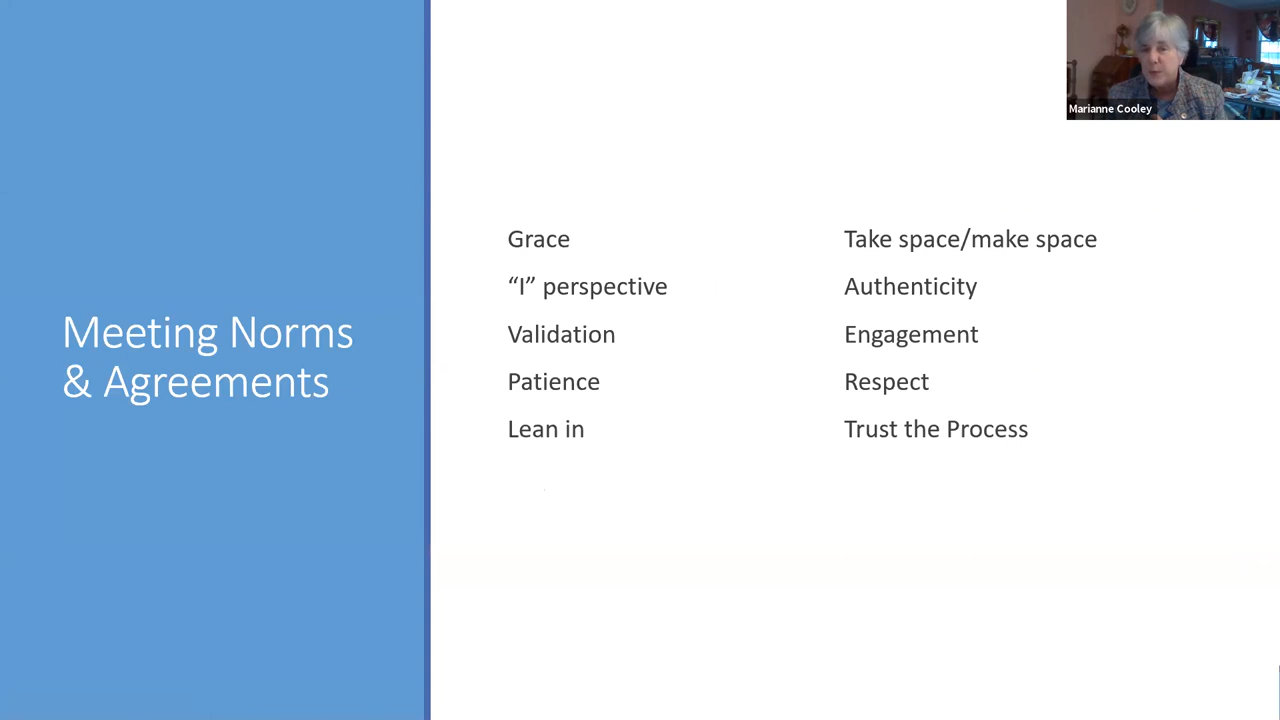 Marianne Cooley
Meeting Norms
& Agreements
Grace
“I” perspective
Validation
Patience
Lean in
Take space/make space
Authenticity
Engagement
Respect
Trust the Process